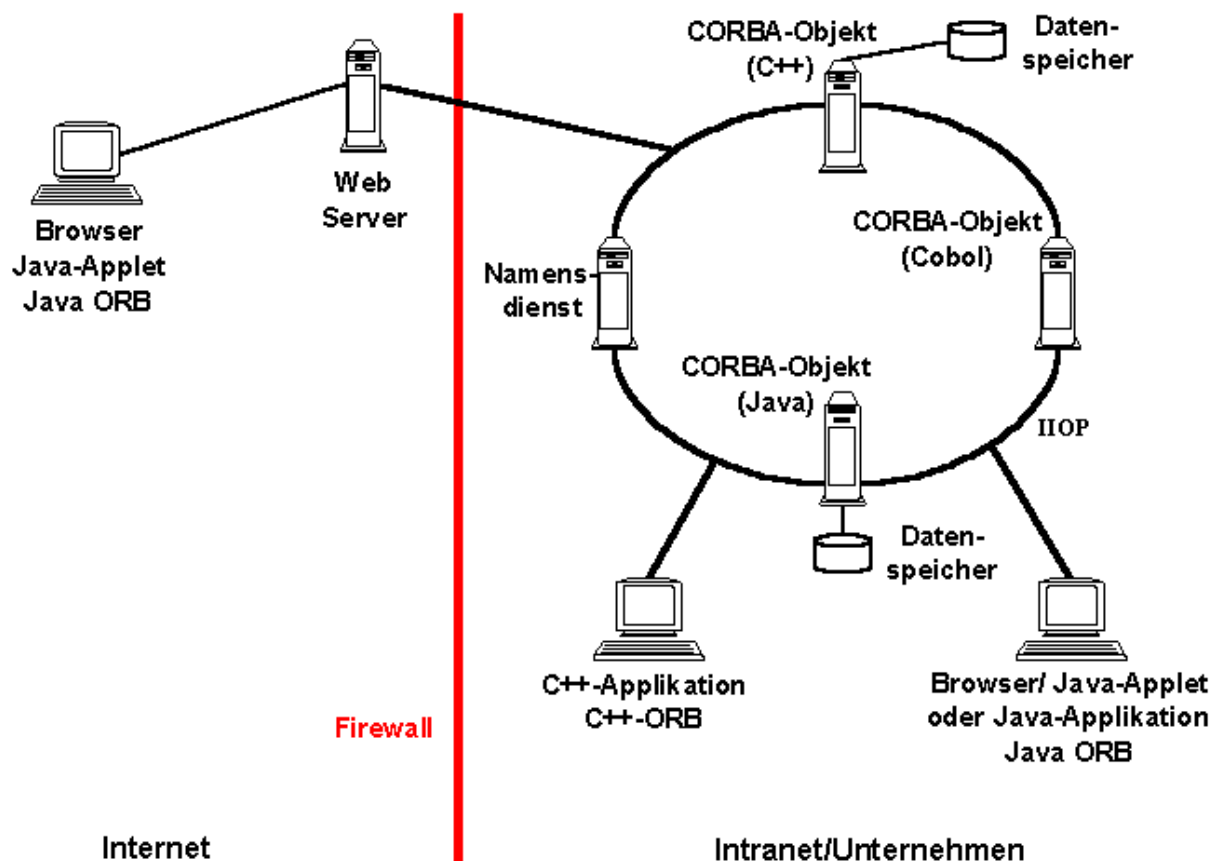 CORBA-Objekt
(C++)
Daten-
speicher
Web
Server
Browser
Java-Applet
Java ORB
CORBA-Objekt
(Cobol)
Namens
dienst
CORBA-Objekt
(Java)
IIOP
Daten-
speicher
C++-Applikation
C++-ORB
Browser/ Java-Applet
oder Java-Applikation
Java ORB
Firewall
Internet
Intranet/Unternehmen